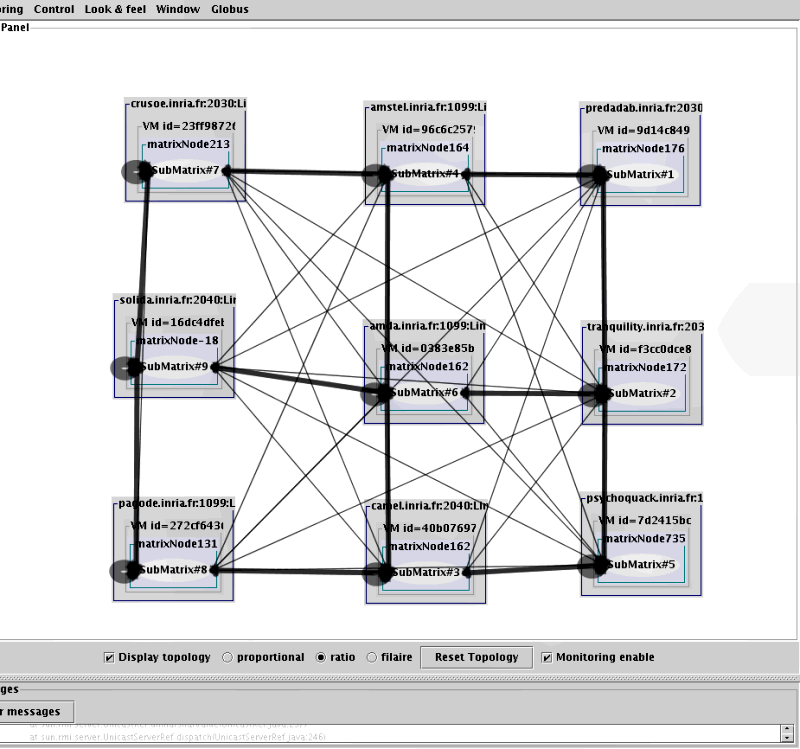 ring Control Look & feel Window Globus
Panel
crusoe.inria.fr:2030:Li
VM id=23ff9872
matrixNode213
SubMatrix#7
amstel.inria.fr:1099:Li
VM id=96c6c257
matrixNode164
SubMatrix#4
predadab.inria.fr:2030
VM id=9d14c849
matrixNode176
SubMatrix#1
solida.inria.fr:2040:Lin
VM id=16dc4dfe
matrixNode-18
SubMatrix#9
amda.inria.fr:1099:Lin
VM id=0383e85b
matrixNode162
SubMatrix#6
tranquility.inria.fr:203
VM id=f3cc0dce8
matrixNode172
SubMatrix#2
pagode.inria.fr:1099:L
VM id=272cf643
matrixNode131
SubMatrix#8
camel.inria.fr:2040:Lin
VM id=40b07697
matrixNode162
SubMatrix#3
psychoquack.inria.fr:1
VM id=7d2415bc
matrixNode735
SubMatrix#5
Display topology proportional ratio filaire Reset Topology Monitoring enable
ges
r messages
at sun.rmi.server.UnicastServerRef.dispatch(UnicastServerRef.java:246)